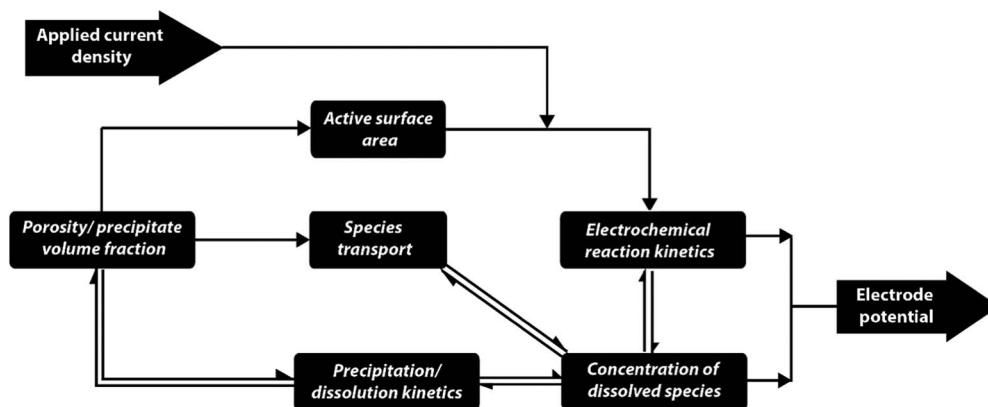 Applied current
density
Active surface
area
Porosity/ precipitate
volume fraction
Species
transport
Electrochemical
reaction kinetics
Electrode
potential
Precipitation/
dissolution kinetics
Concentration of
dissolved species